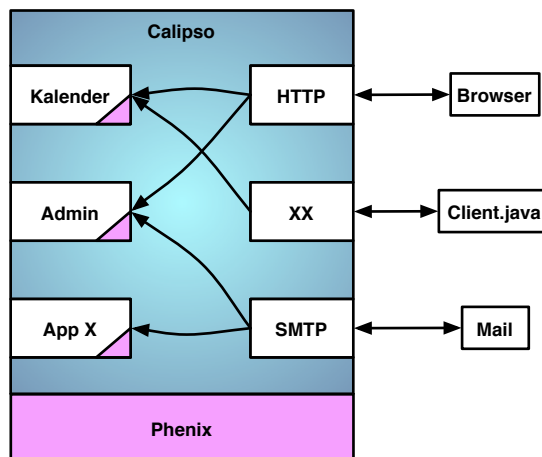 Calipso
Kalender
HTTP
Browser
Admin
XX
Client.java
App X
SMTP
Mail
Phenix